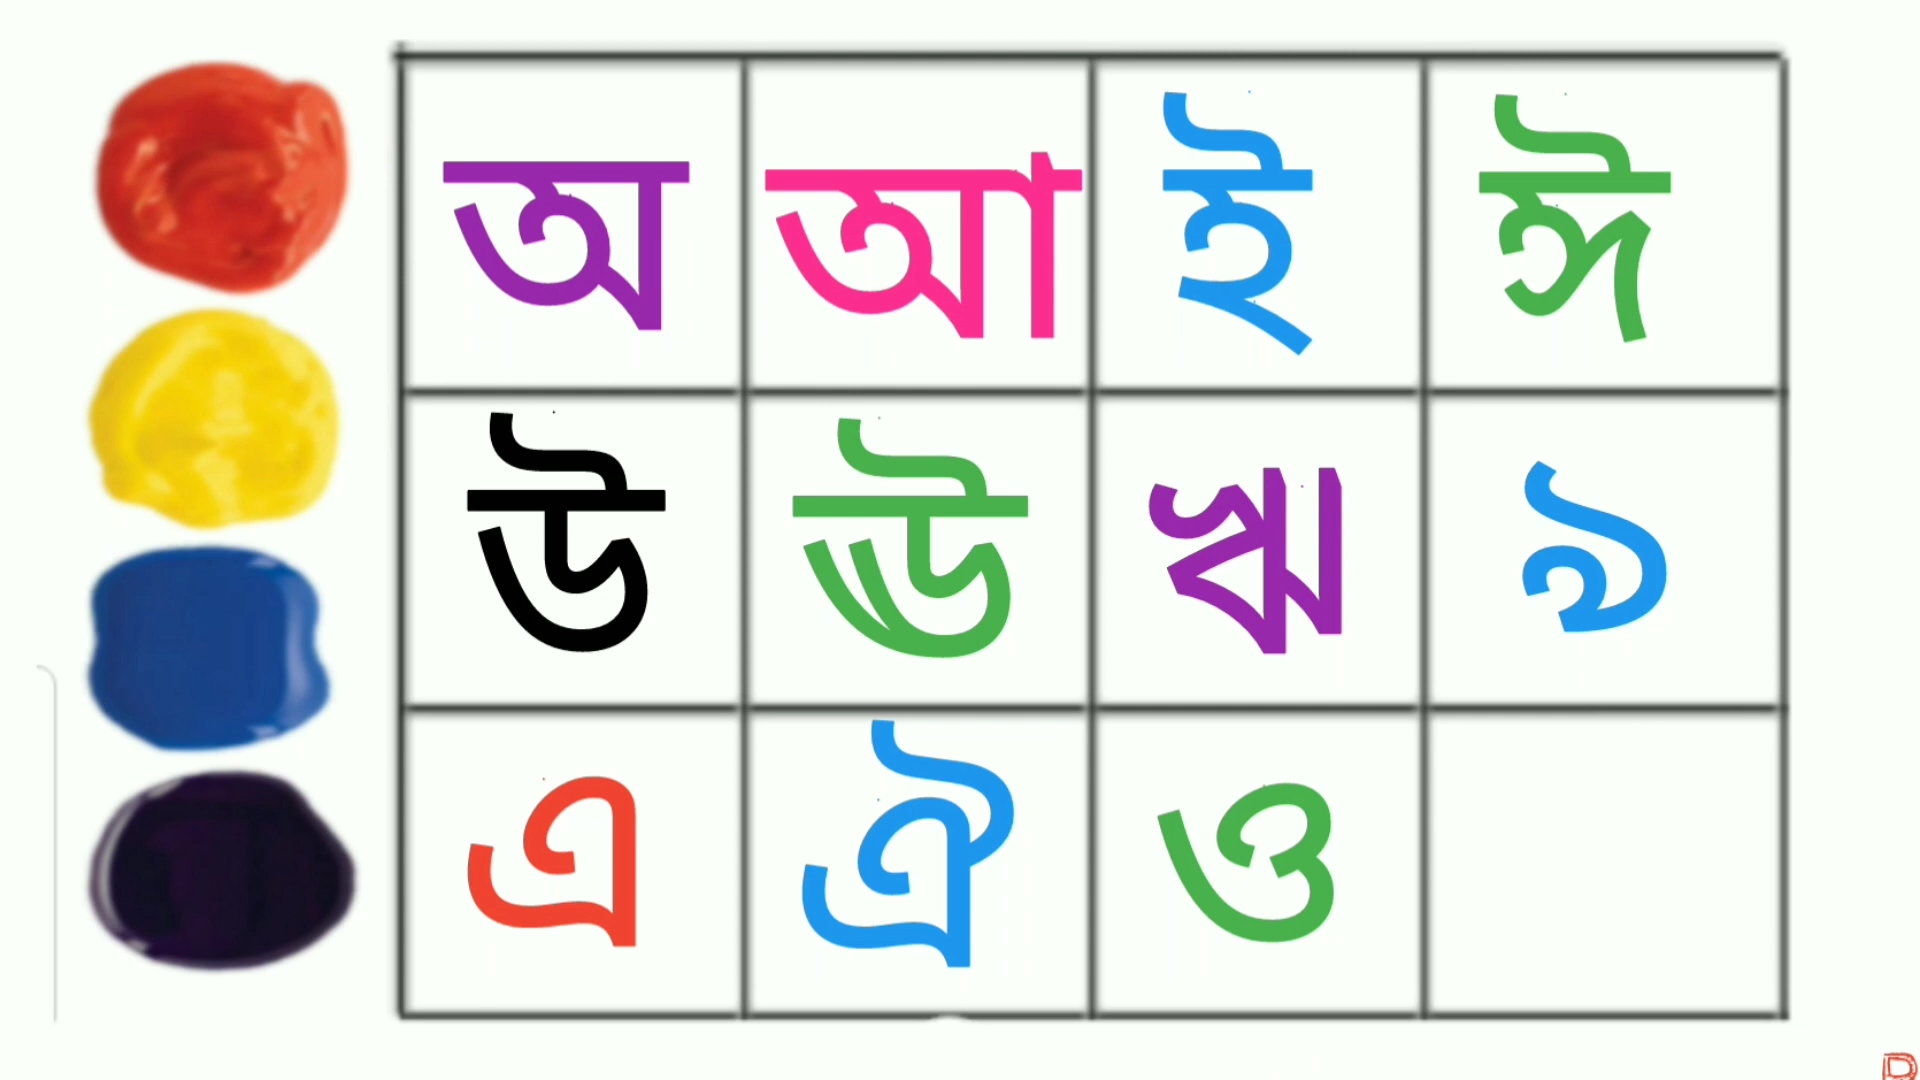 অ আ ই ঈ
উ ঊ ঋ ঌ
এ ঐ ও